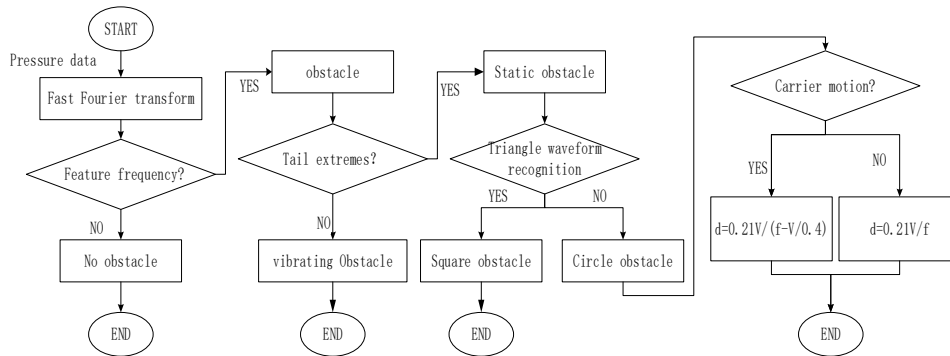 START
Pressure data
Fast Fourier transform
Feature frequency?
YES
NO
No obstacle
END
obstacle
Tail extremes?
YES
NO
vibrating Obstacle
END
Static obstacle
Triangle waveform
recognition
YES
NO
Square obstacle
Circle obstacle
END
Carrier motion?
YES
NO
d=0.21V/(f-V/0.4)
d=0.21V/f
END